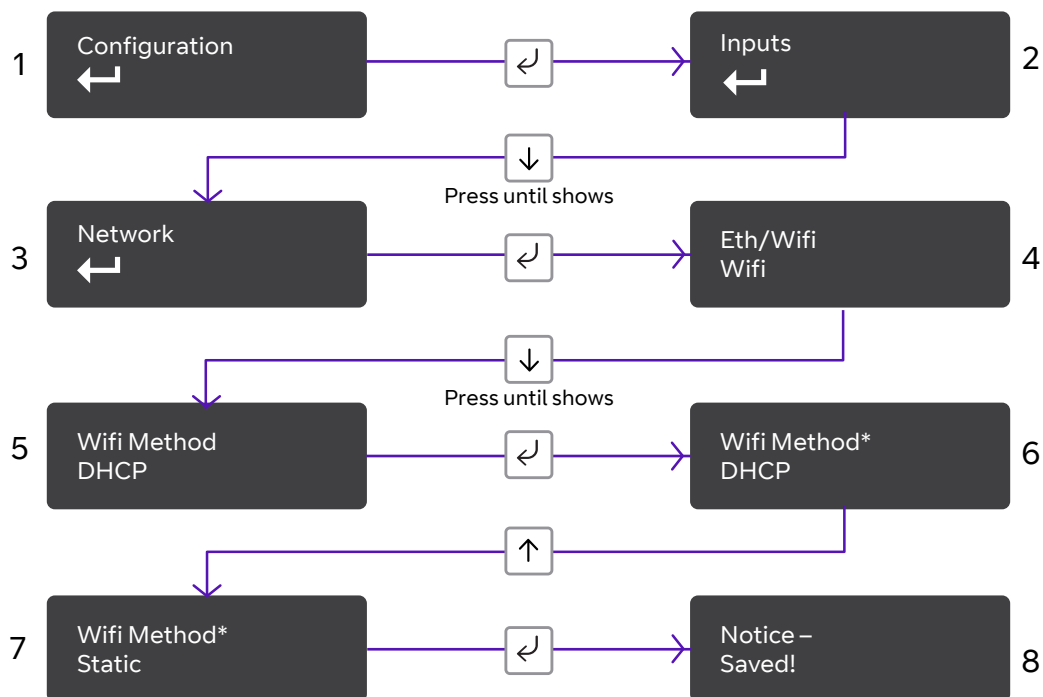 1
Configuration
Inputs
2
Press until shows
3
Network
Eth/Wifi
Wifi
4
Press until shows
5
Wifi Method
DHCP
Wifi Method*
DHCP
6
7
Wifi Method*
Static
Notice –
Saved!
8